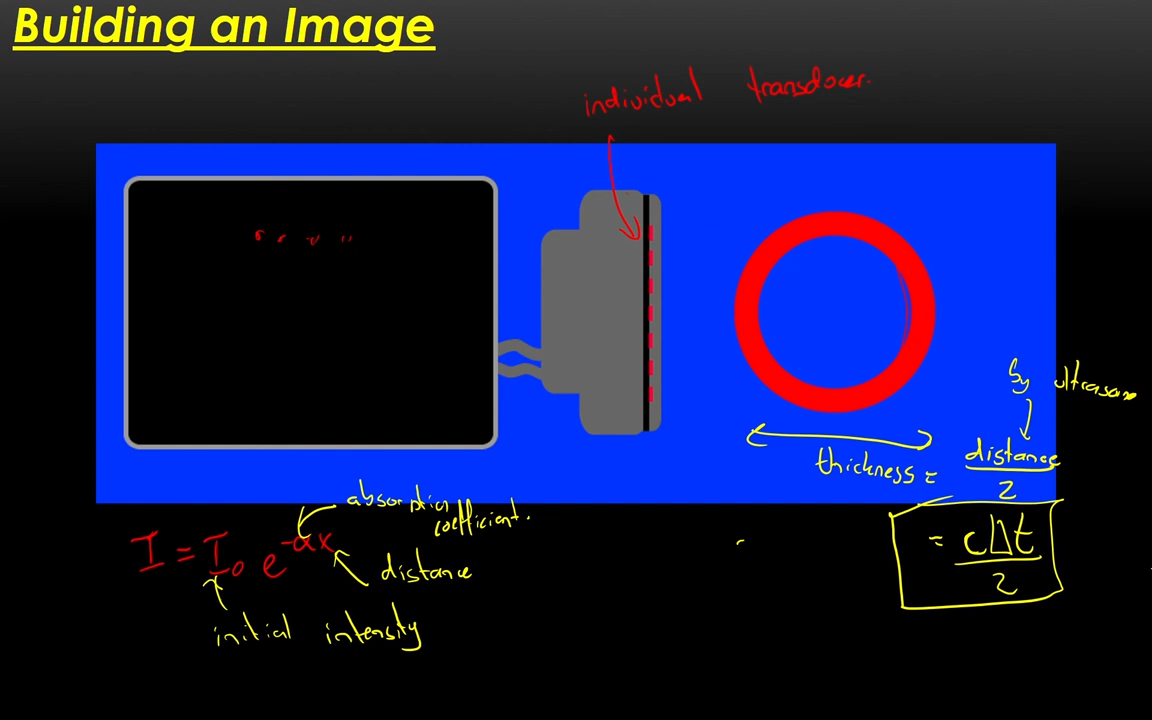 Building an Image
individual transducer.
by ultrasound
thickness = distance/2
= cΔt/2
absorption
coefficient.
I = I₀ e^-αx
distance
initial intensity